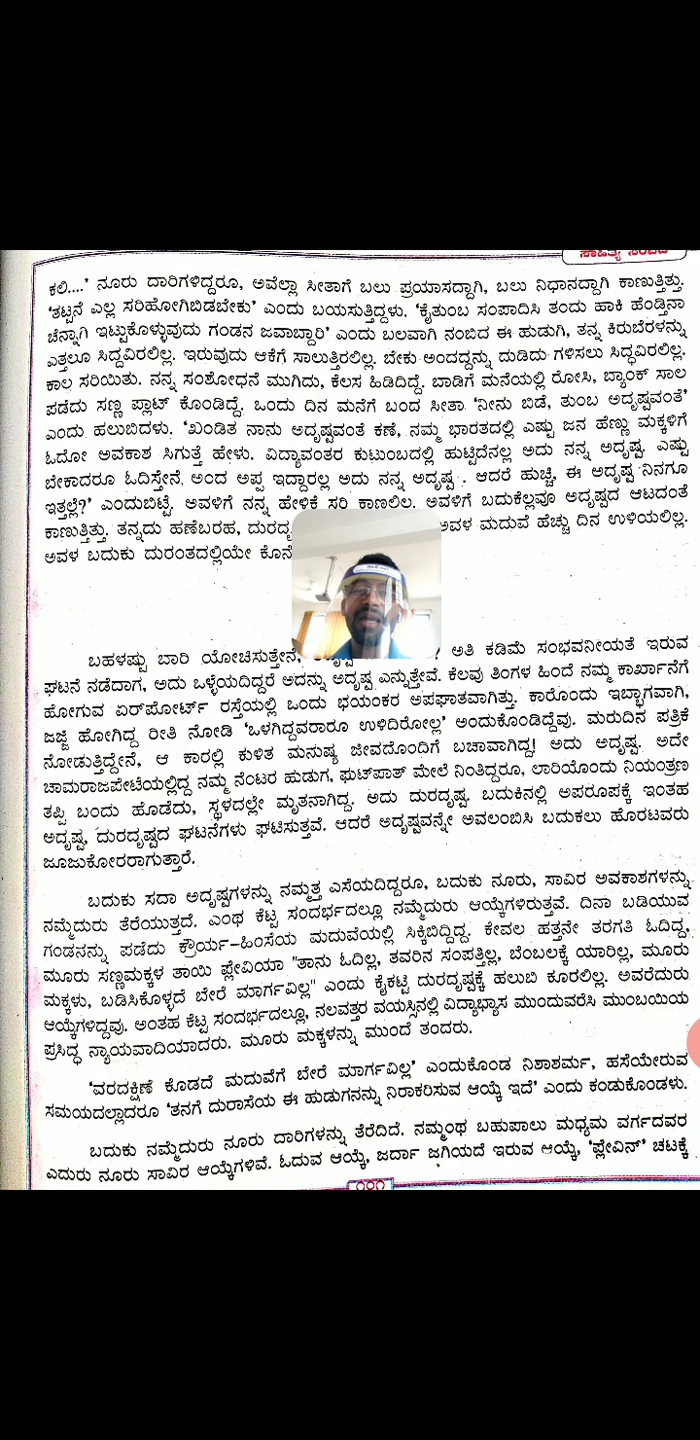 ಸಾಹಿತ್ಯ ಸಂಪದ
ಕಲಿ....' ನೂರು ದಾರಿಗಳಿದ್ದರೂ, ಅವೆಲ್ಲಾ ಸೀತಾಗೆ ಬಲು ಪ್ರಯಾಸದ್ದಾಗಿ, ಬಲು ನಿಧಾನದ್ದಾಗಿ ಕಾಣುತ್ತಿತ್ತು.
'ತಟ್ಟನೆ ಎಲ್ಲ ಸರಿಹೋಗಿಬಿಡಬೇಕು' ಎಂದು ಬಯಸುತ್ತಿದ್ದಳು. 'ಕೈತುಂಬ ಸಂಪಾದಿಸಿ ತಂದು ಹಾಕಿ ಹೆಂಡ್ತಿನಾ
ಚೆನ್ನಾಗಿ ಇಟ್ಟುಕೊಳ್ಳುವುದು ಗಂಡನ ಜವಾಬ್ದಾರಿ' ಎಂದು ಬಲವಾಗಿ ನಂಬಿದ ಈ ಹುಡುಗಿ, ತನ್ನ ಕಿರುಬೆರಳನ್ನು
ಎತ್ತಲೂ ಸಿದ್ದವಿರಲಿಲ್ಲ. ಇರುವುದು ಆಕೆಗೆ ಸಾಲುತ್ತಿರಲಿಲ್ಲ. ಬೇಕು ಅಂದದ್ದನ್ನು ದುಡಿದು ಗಳಿಸಲು ಸಿದ್ಧವಿರಲಿಲ್ಲ.
ಕಾಲ ಸರಿಯಿತು. ನನ್ನ ಸಂಶೋಧನೆ ಮುಗಿದು, ಕೆಲಸ ಹಿಡಿದಿದ್ದೆ. ಬಾಡಿಗೆ ಮನೆಯಲ್ಲಿ ರೋಸಿ, ಬ್ಯಾಂಕ್ ಸಾಲ
ಪಡೆದು ಸಣ್ಣ ಪ್ಲಾಟ್ ಕೊಂಡಿದ್ದೆ. ಒಂದು ದಿನ ಮನೆಗೆ ಬಂದ ಸೀತಾ 'ನೀನು ಬಿಡೆ, ತುಂಬ ಅದೃಷ್ಟವಂತೆ'
ಎಂದು ಹಲುಬಿದಳು. 'ಖಂಡಿತ ನಾನು ಅದೃಷ್ಟವಂತೆ ಕಣೆ, ನಮ್ಮ ಭಾರತದಲ್ಲಿ ಎಷ್ಟು ಜನ ಹೆಣ್ಣು ಮಕ್ಕಳಿಗೆ
ಓದೋ ಅವಕಾಶ ಸಿಗುತ್ತೆ ಹೇಳು. ವಿದ್ಯಾವಂತರ ಕುಟುಂಬದಲ್ಲಿ ಹುಟ್ಟಿದೆನಲ್ಲ ಅದು ನನ್ನ ಅದೃಷ್ಟ. ಎಷ್ಟು
ಬೇಕಾದರೂ ಓದಿಸ್ತೇನೆ, ಅಂದ ಅಪ್ಪ ಇದ್ದಾರಲ್ಲ ಅದು ನನ್ನ ಅದೃಷ್ಟ. ಆದರೆ ಹುಚ್ಚಿ, ಈ ಅದೃಷ್ಟ ನಿನಗೂ
ಇತ್ತಲ್ಲೆ?' ಎಂದುಬಿಟ್ಟೆ. ಅವಳಿಗೆ ನನ್ನ ಹೇಳಿಕೆ ಸರಿ ಕಾಣಲಿಲ್ಲ. ಅವಳಿಗೆ ಬದುಕೆಲ್ಲವೂ ಅದೃಷ್ಟದ ಆಟದಂತೆ
ಕಾಣುತ್ತಿತ್ತು. ತನ್ನದು ಹಣೆಬರಹ, ಅವಳ ಮದುವೆ ಹೆಚ್ಚು ದಿನ ಉಳಿಯಲಿಲ್ಲ.
ಅವಳ ಬದುಕು ದುರಂತದಲ್ಲಿಯೇ
ಬಹಳಷ್ಟು ಬಾರಿ ಯೋಚಿಸುತ್ತೇನೆ, ಅತಿ ಕಡಿಮೆ ಸಂಭವನೀಯತೆ ಇರುವ
ಘಟನೆ ನಡೆದಾಗ, ಅದು ಒಳ್ಳೆಯದಿದ್ದರೆ ಅದನ್ನು ಅದೃಷ್ಟ ಎನ್ನುತ್ತೇವೆ. ಕೆಲವು ತಿಂಗಳ ಹಿಂದೆ ನಮ್ಮ ಕಾರ್ಖಾನೆಗೆ
ಹೋಗುವ ಏರ್‌ಪೋರ್ಟ್ ರಸ್ತೆಯಲ್ಲಿ ಒಂದು ಭಯಂಕರ ಅಪಘಾತವಾಗಿತ್ತು. ಕಾರೊಂದು ಇಬ್ಭಾಗವಾಗಿ,
ಜಜ್ಜಿ ಹೋಗಿದ್ದ ರೀತಿ ನೋಡಿ 'ಒಳಗಿದ್ದವರಾರೂ ಉಳಿದಿರೋಲ್ಲ' ಅಂದುಕೊಂಡಿದ್ದೆವು. ಮರುದಿನ ಪತ್ರಿಕೆ
ನೋಡುತ್ತಿದ್ದೇನೆ, ಆ ಕಾರಲ್ಲಿ ಕುಳಿತ ಮನುಷ್ಯ ಜೀವದೊಂದಿಗೆ ಬಚಾವಾಗಿದ್ದ! ಅದು ಅದೃಷ್ಟ. ಅದೇ
ಚಾಮರಾಜಪೇಟೆಯಲ್ಲಿದ್ದ ನಮ್ಮ ನೆಂಟರ ಹುಡುಗ, ಫುಟ್‌ಪಾತ್ ಮೇಲೆ ನಿಂತಿದ್ದರೂ, ಲಾರಿಯೊಂದು ನಿಯಂತ್ರಣ
ತಪ್ಪಿ ಬಂದು ಹೊಡೆದು, ಸ್ಥಳದಲ್ಲೇ ಮೃತನಾಗಿದ್ದ. ಅದು ದುರದೃಷ್ಟ. ಬದುಕಿನಲ್ಲಿ ಅಪರೂಪಕ್ಕೆ ಇಂತಹ
ಅದೃಷ್ಟ, ದುರದೃಷ್ಟದ ಘಟನೆಗಳು ಘಟಿಸುತ್ತವೆ. ಆದರೆ ಅದೃಷ್ಟವನ್ನೇ ಅವಲಂಬಿಸಿ ಬದುಕಲು ಹೊರಟವರು
ಜೂಜುಕೋರರಾಗುತ್ತಾರೆ.
ಬದುಕು ಸದಾ ಅದೃಷ್ಟಗಳನ್ನು ನಮ್ಮತ್ತ ಎಸೆಯದಿದ್ದರೂ, ಬದುಕು ನೂರು, ಸಾವಿರ ಅವಕಾಶಗಳನ್ನು
ನಮ್ಮೆದುರು ತೆರೆಯುತ್ತದೆ. ಎಂಥ ಕೆಟ್ಟ ಸಂದರ್ಭದಲ್ಲೂ ನಮ್ಮೆದುರು ಆಯ್ಕೆಗಳಿರುತ್ತವೆ. ದಿನಾ ಬಡಿಯುವ
ಗಂಡನನ್ನು ಪಡೆದು ಕ್ರೌರ್ಯ–ಹಿಂಸೆಯ ಮದುವೆಯಲ್ಲಿ ಸಿಕ್ಕಿಬಿದ್ದಿದ್ದ. ಕೇವಲ ಹತ್ತನೇ ತರಗತಿ ಓದಿದ್ದ,
ಮೂರು ಸಣ್ಣಮಕ್ಕಳ ತಾಯಿ ಫ್ಲೇವಿಯಾ "ತಾನು ಓದಿಲ್ಲ, ತವರಿನ ಸಂಪತ್ತಿಲ್ಲ, ಬೆಂಬಲಕ್ಕೆ ಯಾರಿಲ್ಲ, ಮೂರು
ಮಕ್ಕಳು, ಬಡಿಸಿಕೊಳ್ಳದೆ ಬೇರೆ ಮಾರ್ಗವಿಲ್ಲ" ಎಂದು ಕೈಕಟ್ಟಿ ದುರದೃಷ್ಟಕ್ಕೆ ಹಲುಬಿ ಕೂರಲಿಲ್ಲ. ಅವರೆದುರು
ಆಯ್ಕೆಗಳಿದ್ದವು. ಅಂತಹ ಕೆಟ್ಟ ಸಂದರ್ಭದಲ್ಲೂ, ನಲವತ್ತರ ವಯಸ್ಸಿನಲ್ಲಿ ವಿದ್ಯಾಭ್ಯಾಸ ಮುಂದುವರೆಸಿ ಮುಂಬಯಿಯ
ಪ್ರಸಿದ್ಧ ನ್ಯಾಯವಾದಿಯಾದರು. ಮೂರು ಮಕ್ಕಳನ್ನು ಮುಂದೆ ತಂದರು.
'ವರದಕ್ಷಿಣೆ ಕೊಡದೆ ಮದುವೆಗೆ ಬೇರೆ ಮಾರ್ಗವಿಲ್ಲ' ಎಂದುಕೊಂಡ ನಿಶಾಶರ್ಮ, ಹಸೆಯೇರುವ
ಸಮಯದಲ್ಲಾದರೂ 'ತನಗೆ ದುರಾಸೆಯ ಈ ಹುಡುಗನನ್ನು ನಿರಾಕರಿಸುವ ಆಯ್ಕೆ ಇದೆ' ಎಂದು ಕಂಡುಕೊಂಡಳು.
ಬದುಕು ನಮ್ಮೆದುರು ನೂರು ದಾರಿಗಳನ್ನು ತೆರೆದಿದೆ. ನಮ್ಮಂಥ ಬಹುಪಾಲು ಮಧ್ಯಮ ವರ್ಗದವರ
ಎದುರು ನೂರು ಸಾವಿರ ಆಯ್ಕೆಗಳಿವೆ. ಓದುವ ಆಯ್ಕೆ, ಜರ್ದಾ ಜಗಿಯದೆ ಇರುವ ಆಯ್ಕೆ, 'ಫ್ಲೇವಿನ್' ಚಟಕ್ಕೆ
೧೦೧